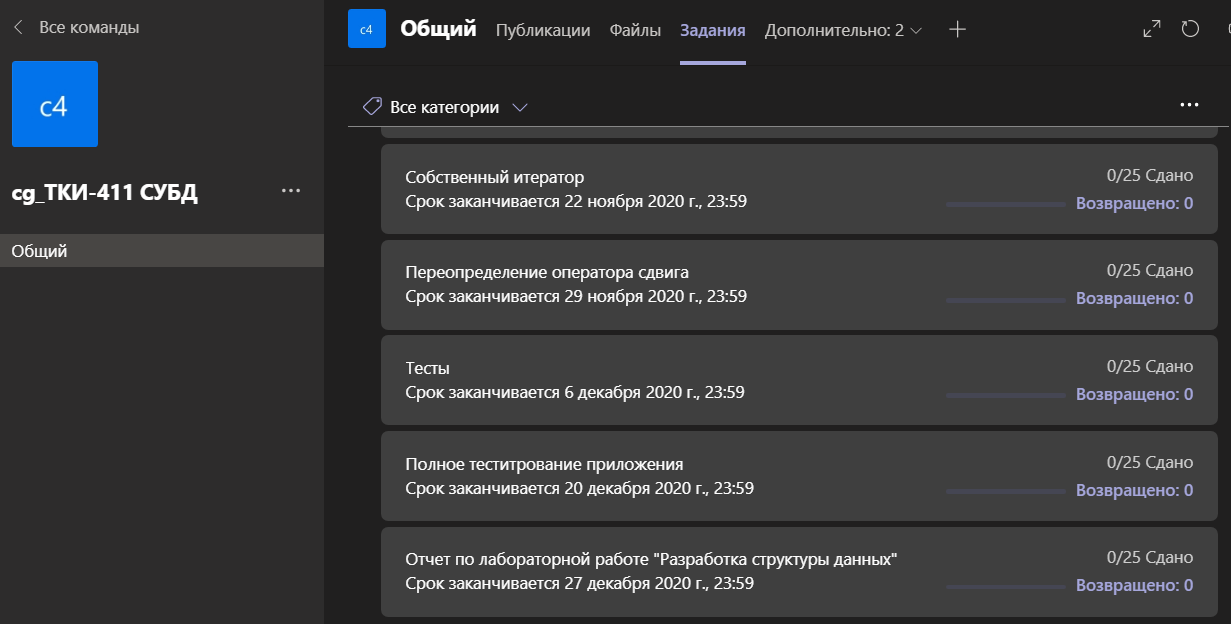 Все команды
c4
cg_ТКИ-411 СУБД
Общий
c4
Общий Публикации Файлы Задания Дополнительно: 2
Все категории
Собственный итератор
Срок заканчивается 22 ноября 2020 г., 23:59
0/25 Сдано
Возвращено: 0
Переопределение оператора сдвига
Срок заканчивается 29 ноября 2020 г., 23:59
0/25 Сдано
Возвращено: 0
Тесты
Срок заканчивается 6 декабря 2020 г., 23:59
0/25 Сдано
Возвращено: 0
Полное теститрование приложения
Срок заканчивается 20 декабря 2020 г., 23:59
0/25 Сдано
Возвращено: 0
Отчет по лабораторной работе "Разработка структуры данных"
Срок заканчивается 27 декабря 2020 г., 23:59
0/25 Сдано
Возвращено: 0